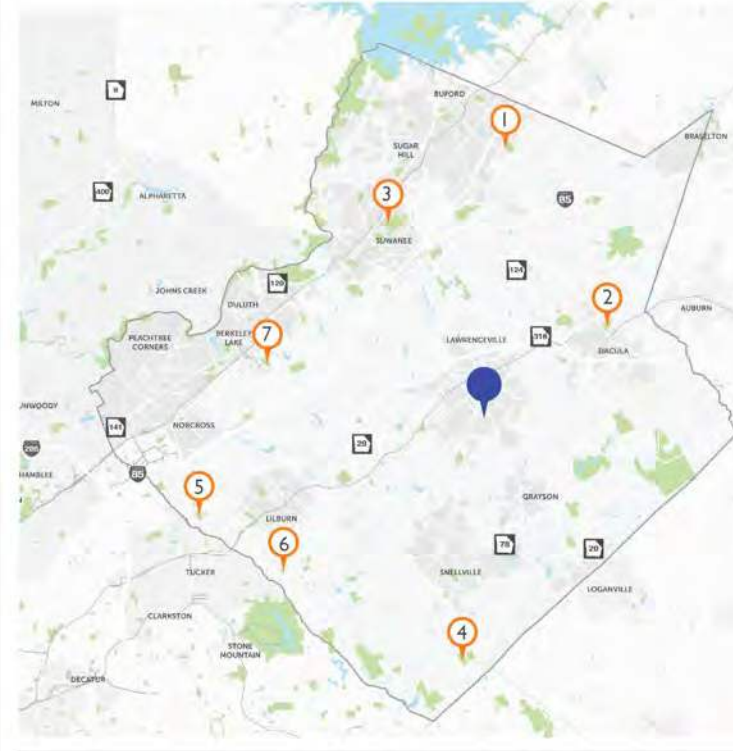 BUFORD
9
MILTON
1
BRASELTON
SUGAR
HILL
400
ALPHARETTA
3
85
SUWANEE
124
JOHNS CREEK
120
DULUTH
2
AUBURN
PEACHTREE
CORNERS
BERKELEY
LAKE
7
LAWRENCEVILLE
316
DACULA
UNWOODY
141
NORCROSS
29
285
HAMBLEE
85
5
GRAYSON
LILBURN
6
78
20
TUCKER
SNELLVILLE
LOGANVILLE
CLARKSTON
4
STONE
MOUNTAIN
DECATUR